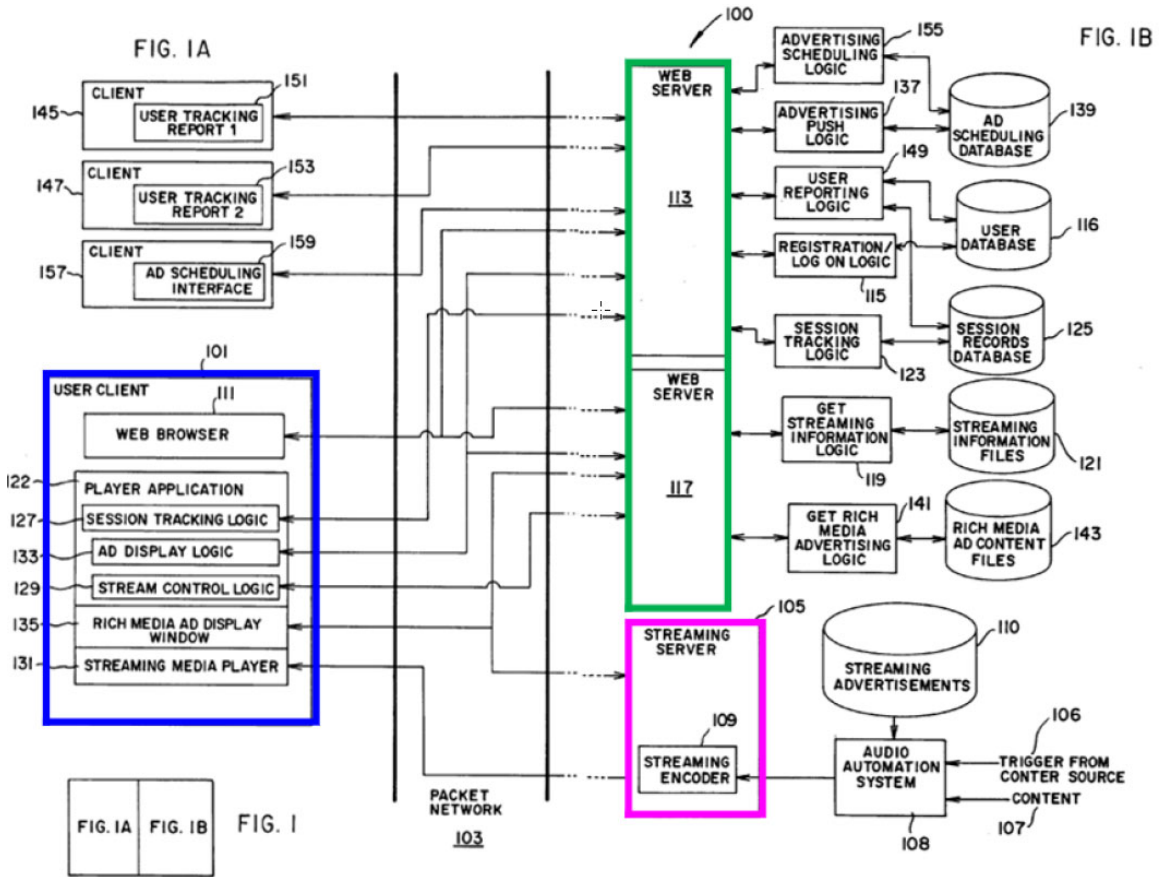 FIG. 1A
CLIENT
151
145
USER TRACKING
REPORT 1
CLIENT
153
147
USER TRACKING
REPORT 2
CLIENT
159
157
AD SCHEDULING
INTERFACE
101
USER CLIENT
111
WEB BROWSER
122
PLAYER APPLICATION
127
SESSION TRACKING LOGIC
133
AD DISPLAY LOGIC
129
STREAM CONTROL LOGIC
135
RICH MEDIA AD DISPLAY
WINDOW
131
STREAMING MEDIA PLAYER
FIG. 1A
FIG. 1B
FIG. 1
PACKET
NETWORK
103
100
FIG. 1B
WEB
SERVER
113
WEB
SERVER
117
105
STREAMING
SERVER
109
STREAMING
ENCODER
155
ADVERTISING
SCHEDULING
LOGIC
137
ADVERTISING
PUSH
LOGIC
AD
SCHEDULING
DATABASE
139
149
USER
REPORTING
LOGIC
USER
DATABASE
116
REGISTRATION/
LOG ON LOGIC
115
SESSION
TRACKING
LOGIC
123
SESSION
RECORDS
DATABASE
125
GET
STREAMING
INFORMATION
LOGIC
119
STREAMING
INFORMATION
FILES
121
GET RICH
MEDIA
ADVERTISING
LOGIC
141
RICH MEDIA
AD CONTENT
FILES
143
STREAMING
ADVERTISEMENTS
110
AUDIO
AUTOMATION
SYSTEM
108
106
TRIGGER FROM
CONTER SOURCE
CONTENT
107